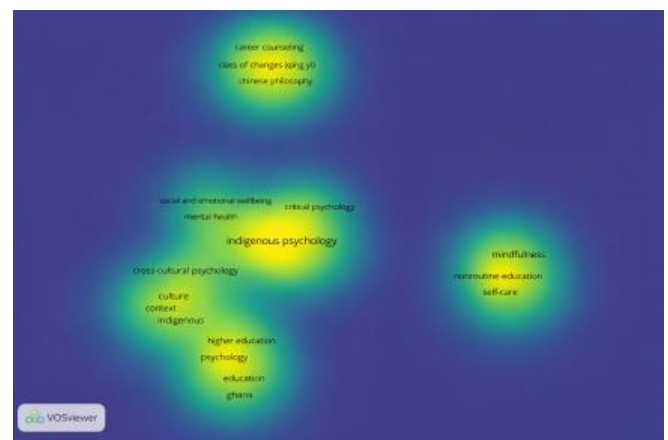 career counseling
class of changes (qing yi)
chinese philosophy
social and emotional wellbeing
critical psychology
mental health
indigenous psychology
mindfulness
cross-cultural psychology
nonroutine education
culture
self-care
context
indigenous
higher education
psychology
education
ghana
VOSviewer